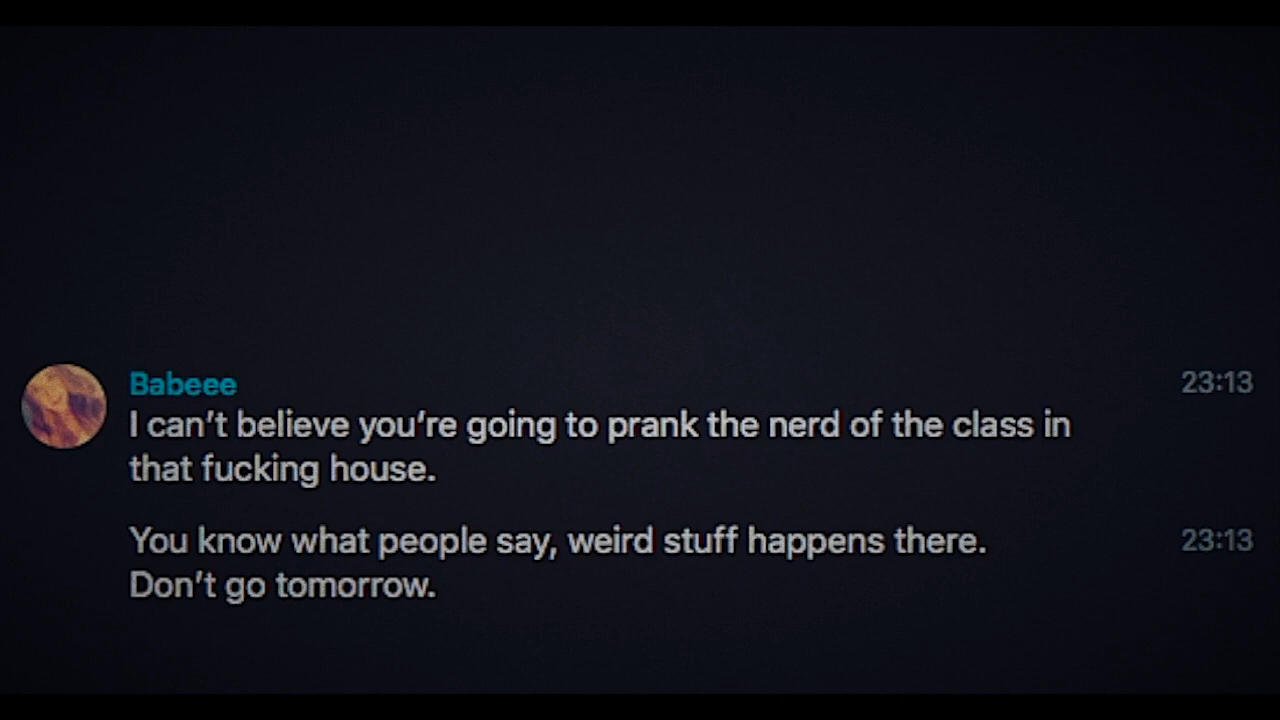 Babeee 23:13
I can’t believe you’re going to prank the nerd of the class in
that fucking house.
You know what people say, weird stuff happens there. 23:13
Don’t go tomorrow.